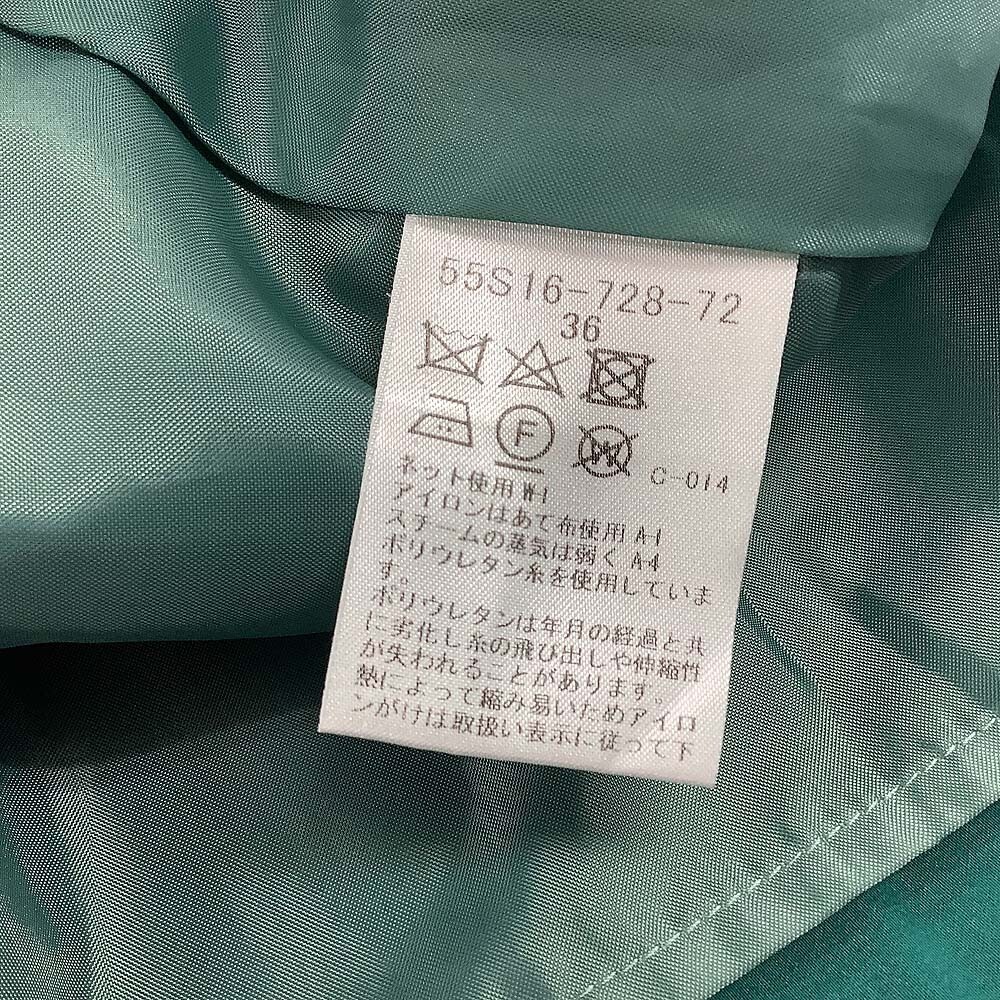 55S16-728-72
36
F
W
C-014
ネット使用 W-1
アイロンはあて布使用 A-1
スチームの蒸気は弱く A-4
ポリウレタン糸を使用していま
す。
ポリウレタンは年月の経過と共
に劣化し糸の飛び出しや伸縮性
が失われることがあります。
熱によって縮み易いためアイロ
ンがけは取扱い表示に従って下